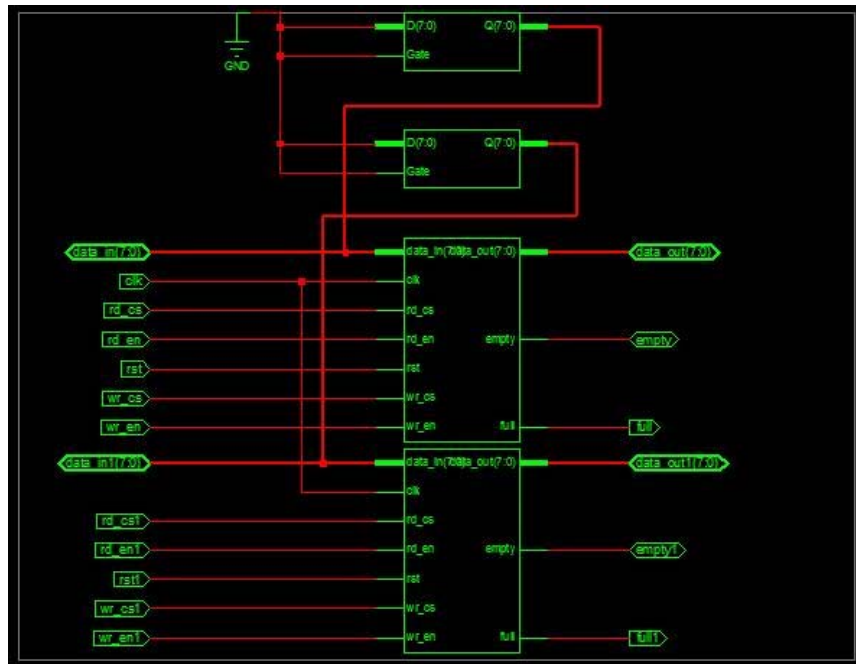 D(7:0) Q(7:0)
Gate
GND
D(7:0) Q(7:0)
Gate
data_in(7:0) data_in(7:0) data_out(7:0) data_out(7:0)
clk clk
rd_cs rd_cs
rd_en rd_en empty empty
rst rst
wr_cs wr_cs
wr_en wr_en full full
data_in1(7:0) data_in(7:0) data_out(7:0) data_out1(7:0)
clk
rd_cs1 rd_cs
rd_en1 rd_en empty empty1
rst1 rst
wr_cs1 wr_cs
wr_en1 wr_en full full1